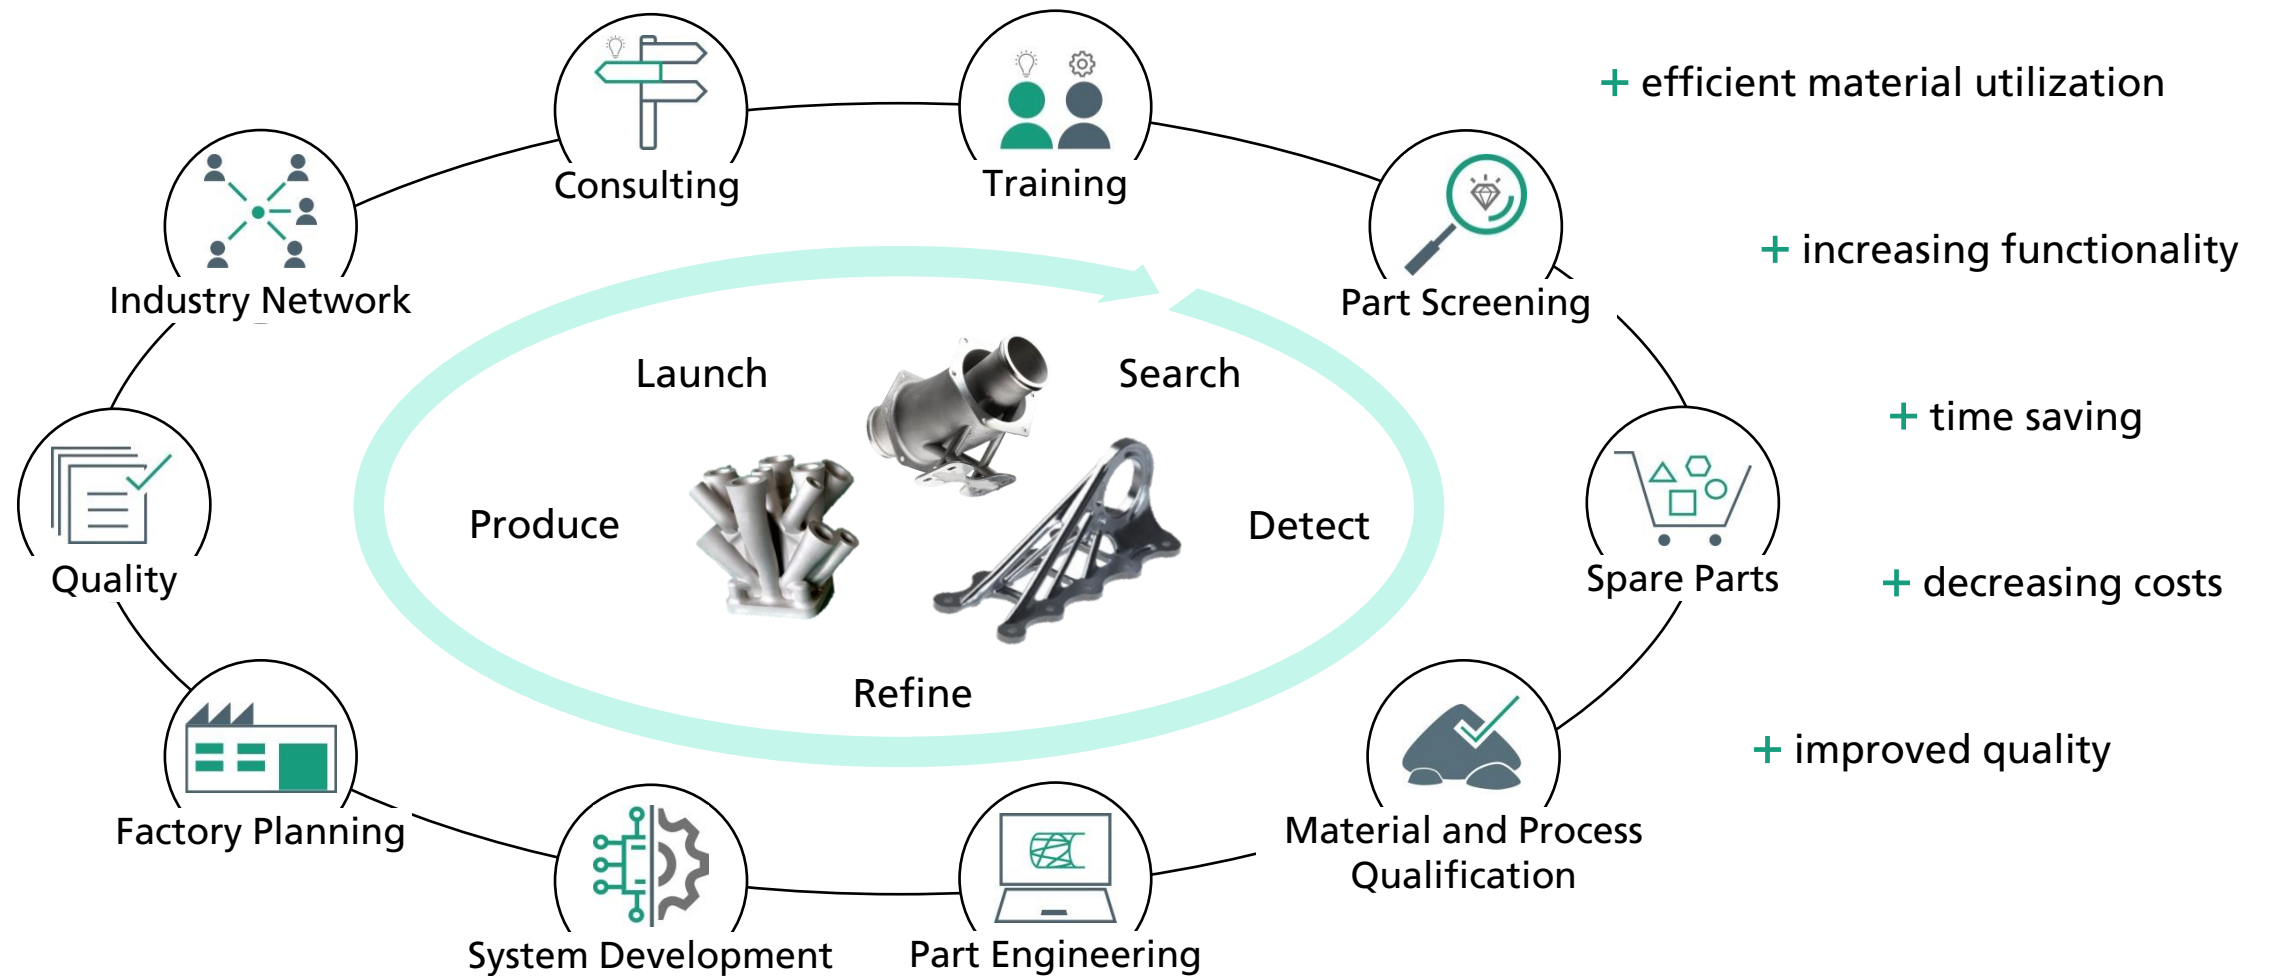 Consulting
Training
Part Screening
Spare Parts
Material and Process
Qualification
Part Engineering
System Development
Factory Planning
Quality
Industry Network
Launch
Search
Detect
Refine
Produce
+ efficient material utilization
+ increasing functionality
+ time saving
+ decreasing costs
+ improved quality